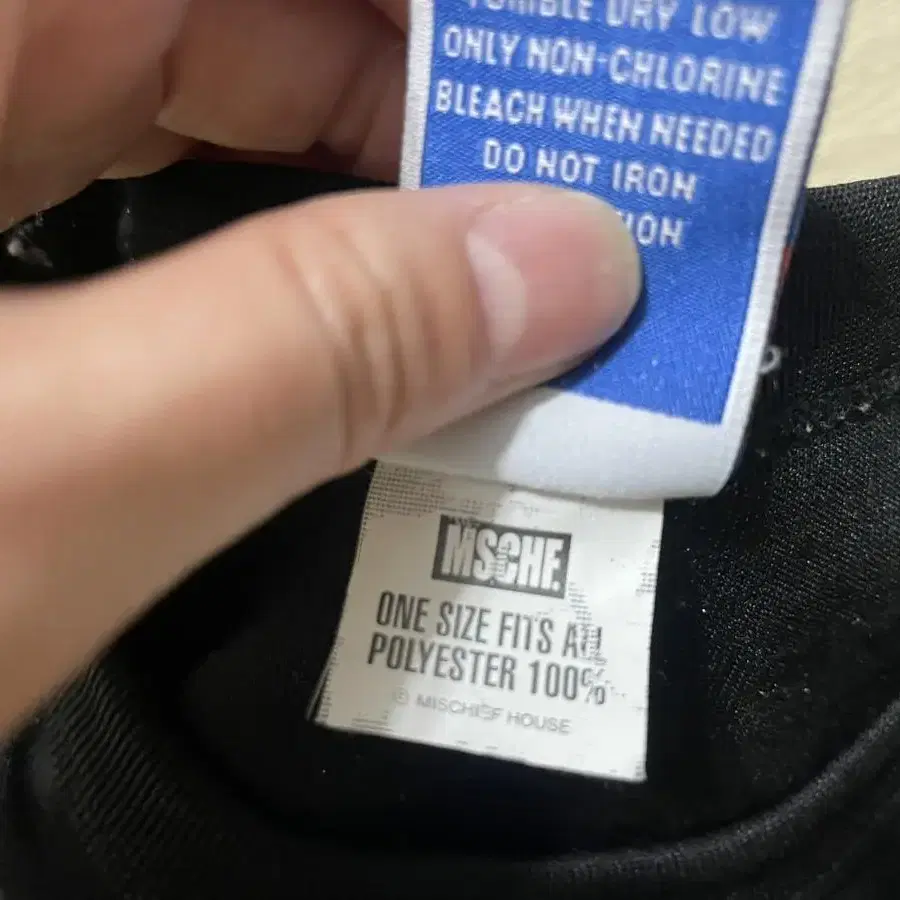 TUMBLE DRY LOW
ONLY NON-CHLORINE
BLEACH WHEN NEEDED
DO NOT IRON
MSCHF.
ONE SIZE FITS ALL
POLYESTER 100%
© MISCHIEF HOUSE